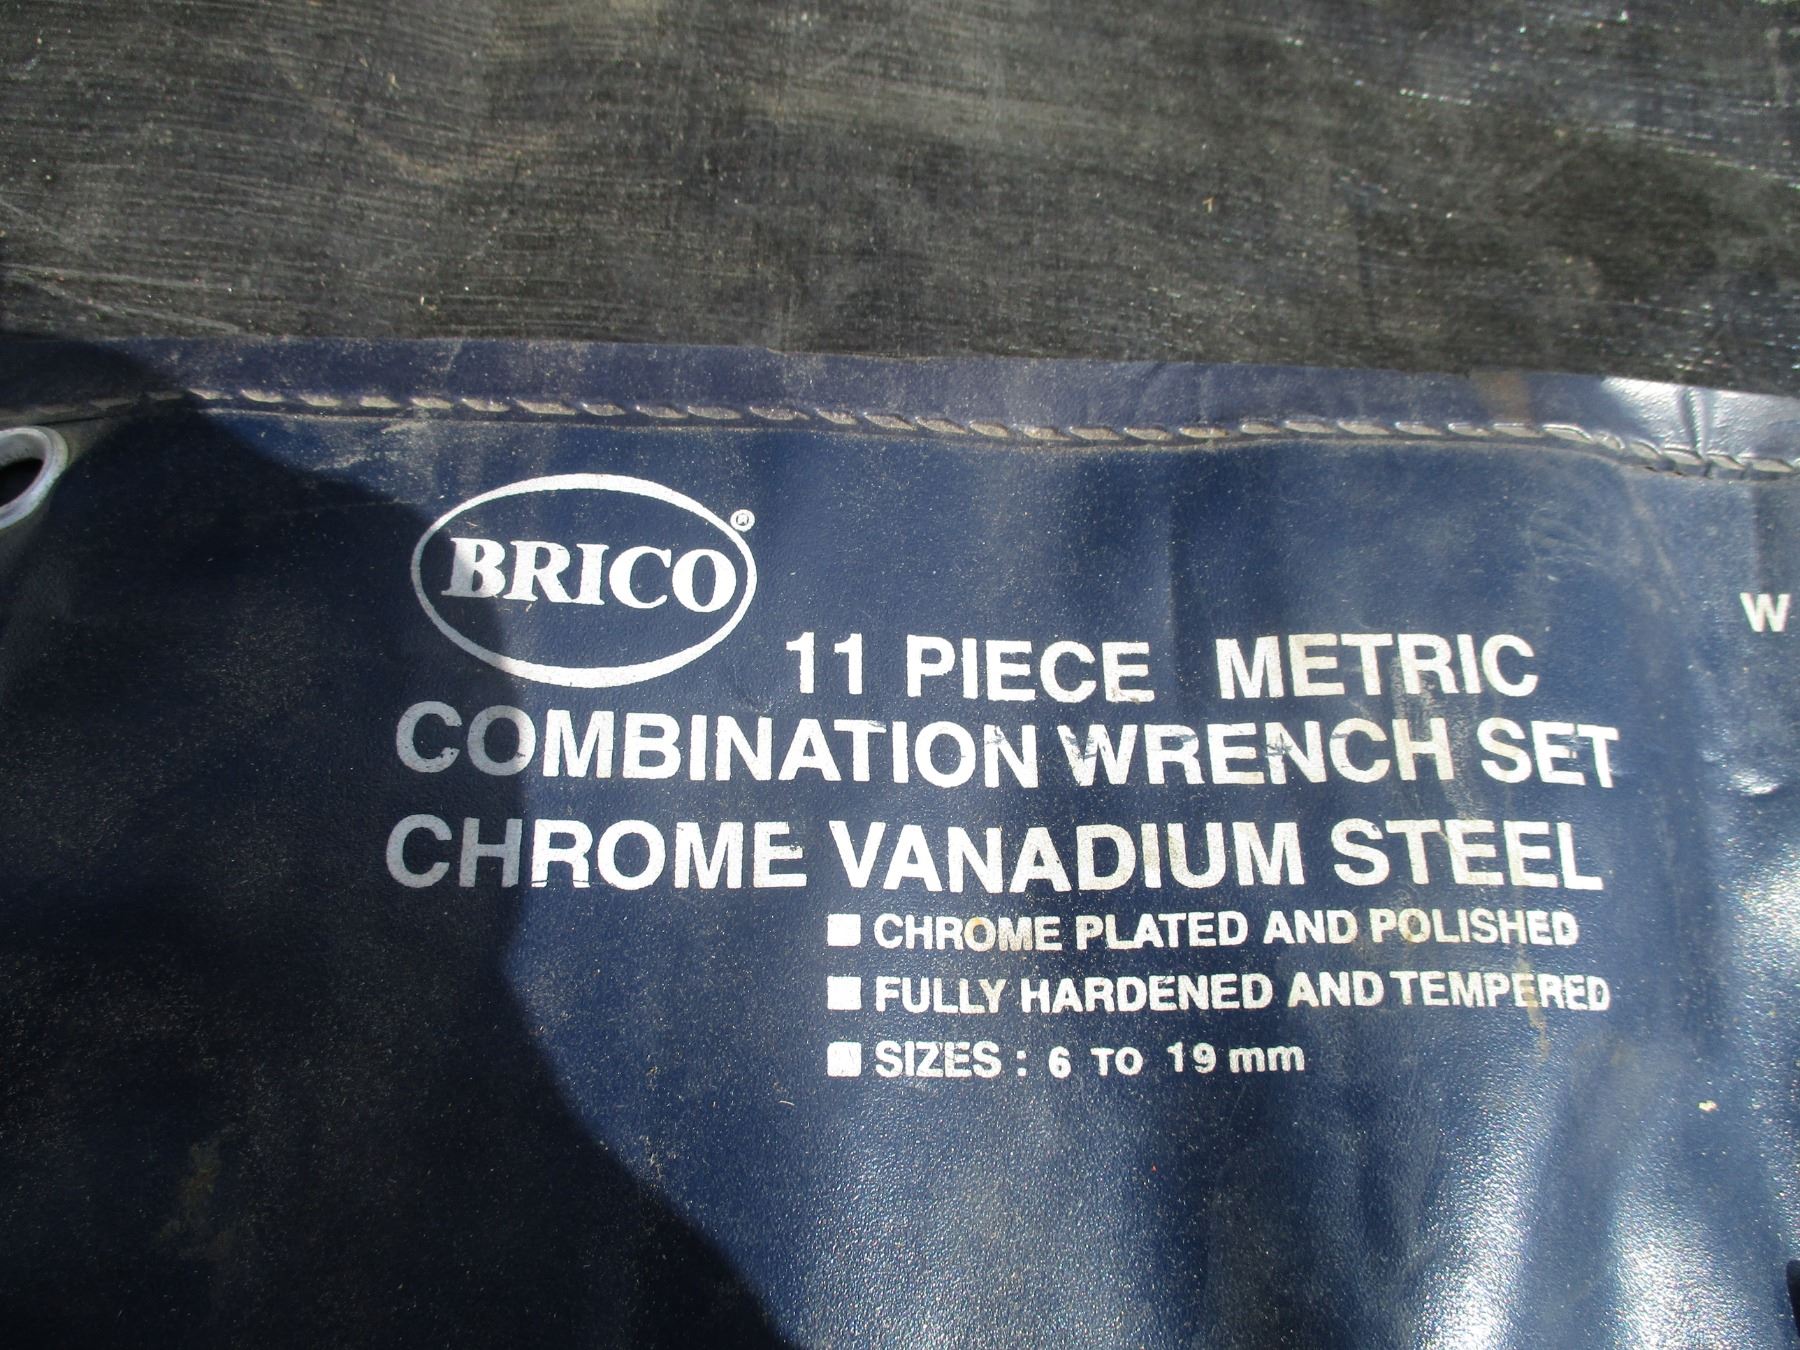 BRICO ®
11 PIECE METRIC
COMBINATION WRENCH SET
CHROME VANADIUM STEEL
CHROME PLATED AND POLISHED
FULLY HARDENED AND TEMPERED
SIZES : 6 TO 19 mm
W